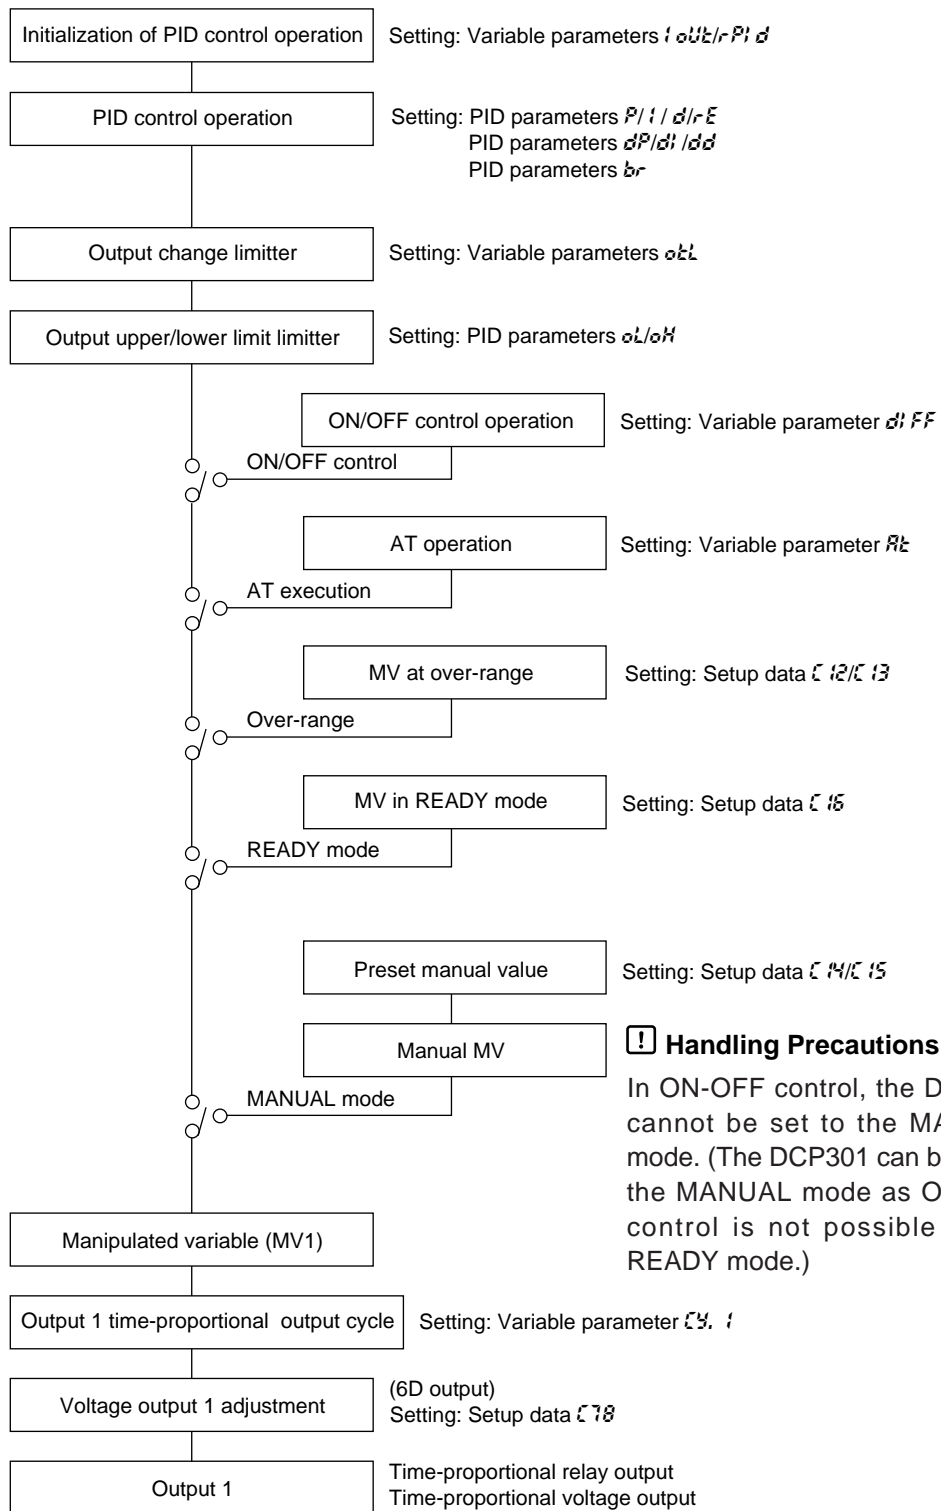 Initialization of PID control operation
Setting: Variable parameters IoUt/rPId
PID control operation
Setting: PID parameters P/I/d/rE
PID parameters dP/dI/dd
PID parameters br
Output change limitter
Setting: Variable parameters otL
Output upper/lower limit limitter
Setting: PID parameters oL/oH
ON/OFF control operation
Setting: Variable parameter dIFF
ON/OFF control
AT operation
Setting: Variable parameter At
AT execution
MV at over-range
Setting: Setup data C12/C13
Over-range
MV in READY mode
Setting: Setup data C16
READY mode
Preset manual value
Setting: Setup data C14/C15
Manual MV
MANUAL mode
! Handling Precautions
In ON-OFF control, the D
cannot be set to the MA
mode. (The DCP301 can b
the MANUAL mode as O
control is not possible
READY mode.)
Manipulated variable (MV1)
Output 1 time-proportional output cycle
Setting: Variable parameter CY. 1
Voltage output 1 adjustment
(6D output)
Setting: Setup data C78
Output 1
Time-proportional relay output
Time-proportional voltage output